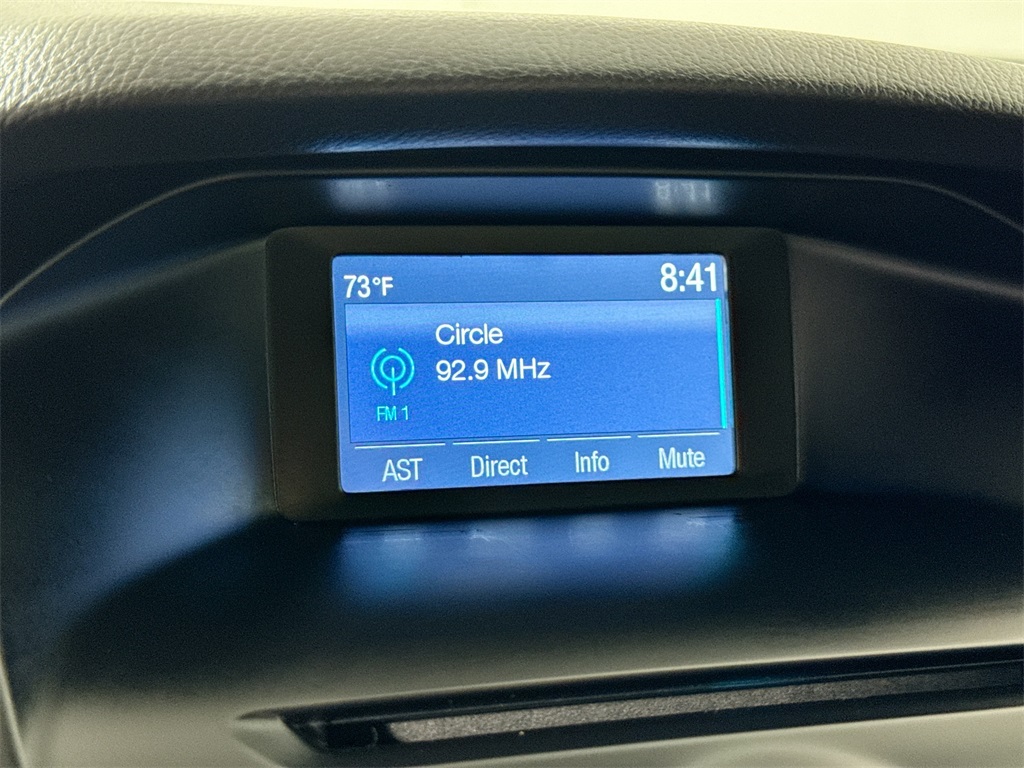 73°F 8:41
Circle
92.9 MHz
FM 1
AST Direct Info Mute